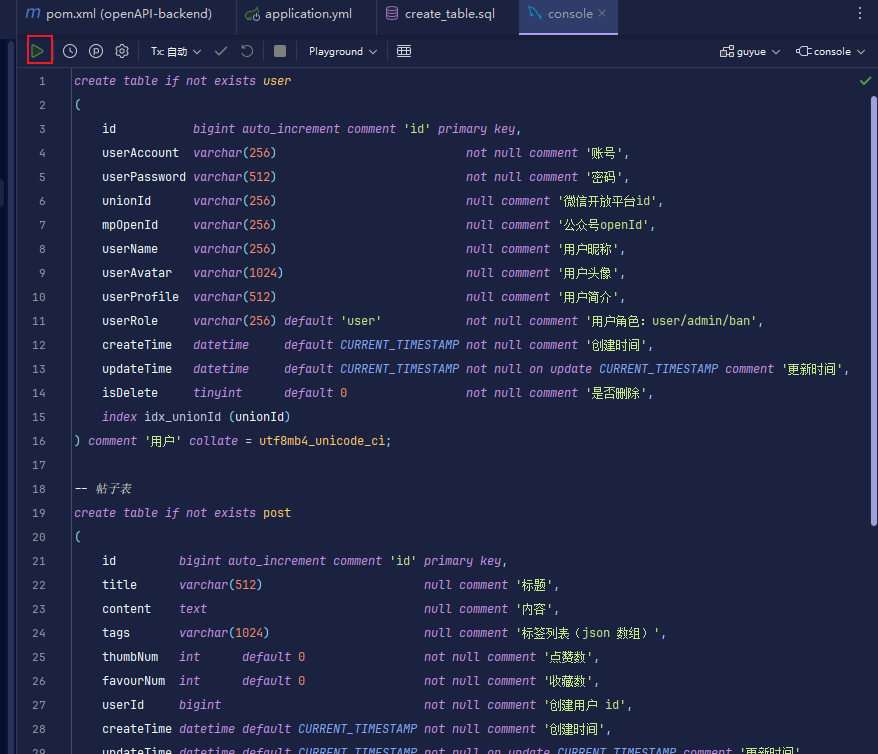 pom.xml (openAPI-backend) application.yml create_table.sql console
Tx: 自动 Playground guyue console
1 create table if not exists user
2 (
3 id bigint auto_increment comment 'id' primary key,
4 userAccount varchar(256) not null comment '账号',
5 userPassword varchar(512) not null comment '密码',
6 unionId varchar(256) null comment '微信开放平台id',
7 mpOpenId varchar(256) null comment '公众号openId',
8 userName varchar(256) null comment '用户昵称',
9 userAvatar varchar(1024) null comment '用户头像',
10 userProfile varchar(512) null comment '用户简介',
11 userRole varchar(256) default 'user' not null comment '用户角色：user/admin/ban',
12 createTime datetime default CURRENT_TIMESTAMP not null comment '创建时间',
13 updateTime datetime default CURRENT_TIMESTAMP not null on update CURRENT_TIMESTAMP comment '更新时间',
14 isDelete tinyint default 0 not null comment '是否删除',
15 index idx_unionId (unionId)
16 ) comment '用户' collate = utf8mb4_unicode_ci;
17
18 -- 帖子表
19 create table if not exists post
20 (
21 id bigint auto_increment comment 'id' primary key,
22 title varchar(512) null comment '标题',
23 content text null comment '内容',
24 tags varchar(1024) null comment '标签列表（json 数组）',
25 thumbNum int default 0 not null comment '点赞数',
26 favourNum int default 0 not null comment '收藏数',
27 userId bigint not null comment '创建用户 id',
28 createTime datetime default CURRENT_TIMESTAMP not null comment '创建时间',
29 updateTime datetime default CURRENT_TIMESTAMP not null on update CURRENT_TIMESTAMP comment '更新时间'